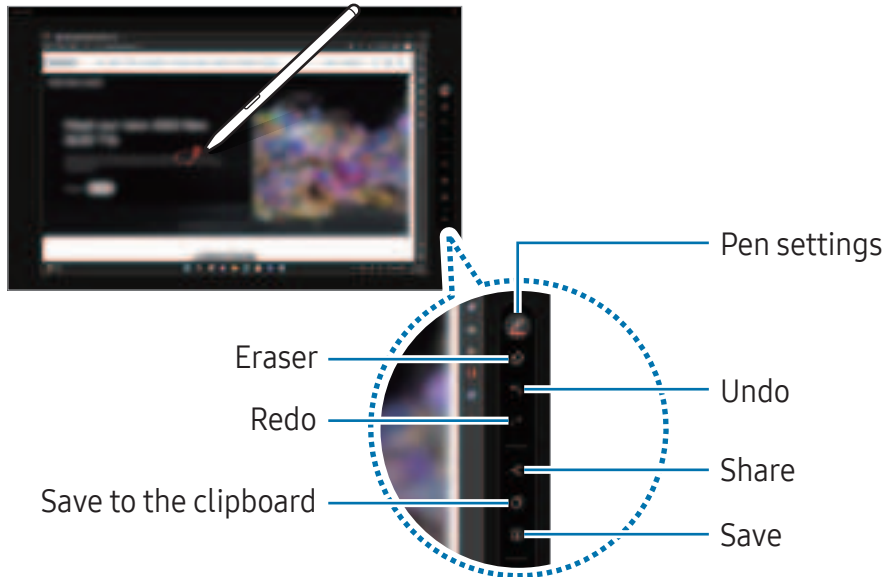 Pen settings
Eraser
Undo
Redo
Share
Save to the clipboard
Save